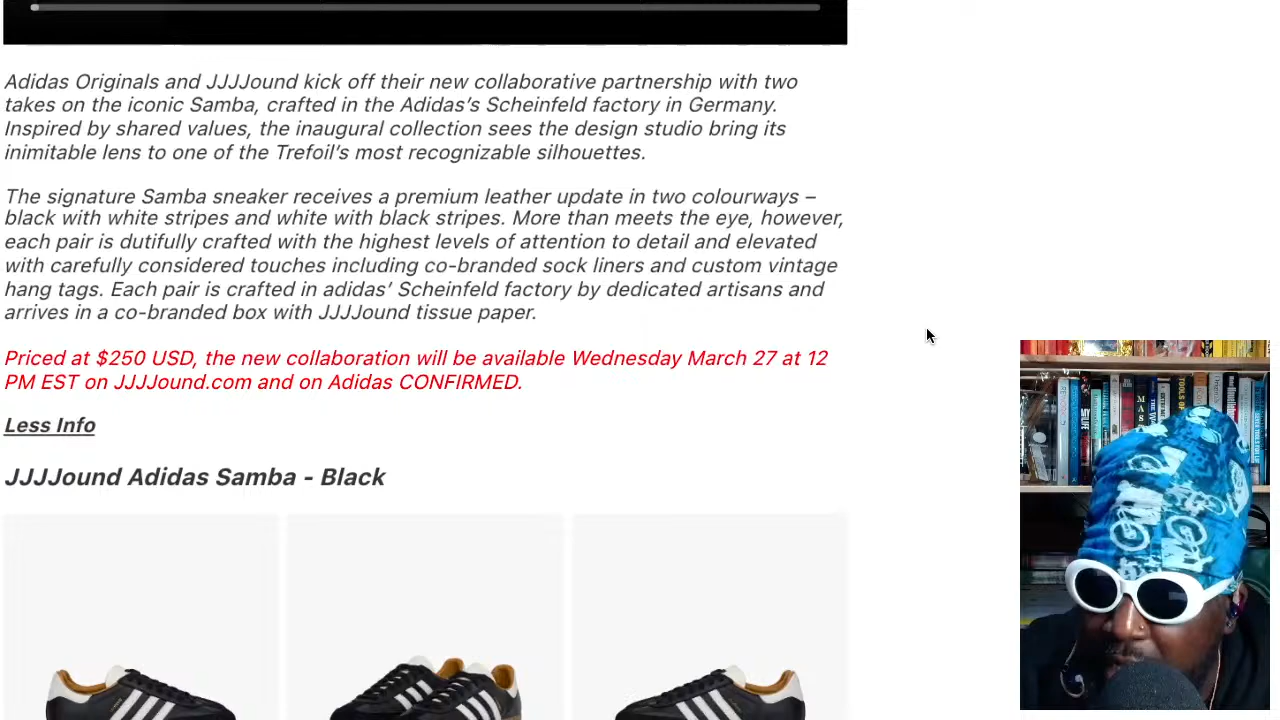 Adidas Originals and JJJJound kick off their new collaborative partnership with two
takes on the iconic Samba, crafted in the Adidas’s Scheinfeld factory in Germany.
Inspired by shared values, the inaugural collection sees the design studio bring its
inimitable lens to one of the Trefoil’s most recognizable silhouettes.
The signature Samba sneaker receives a premium leather update in two colourways –
black with white stripes and white with black stripes. More than meets the eye, however,
each pair is dutifully crafted with the highest levels of attention to detail and elevated
with carefully considered touches including co-branded sock liners and custom vintage
hang tags. Each pair is crafted in adidas’ Scheinfeld factory by dedicated artisans and
arrives in a co-branded box with JJJJound tissue paper.
Priced at $250 USD, the new collaboration will be available Wednesday March 27 at 12
PM EST on JJJJound.com and on Adidas CONFIRMED.
Less Info
JJJJound Adidas Samba - Black